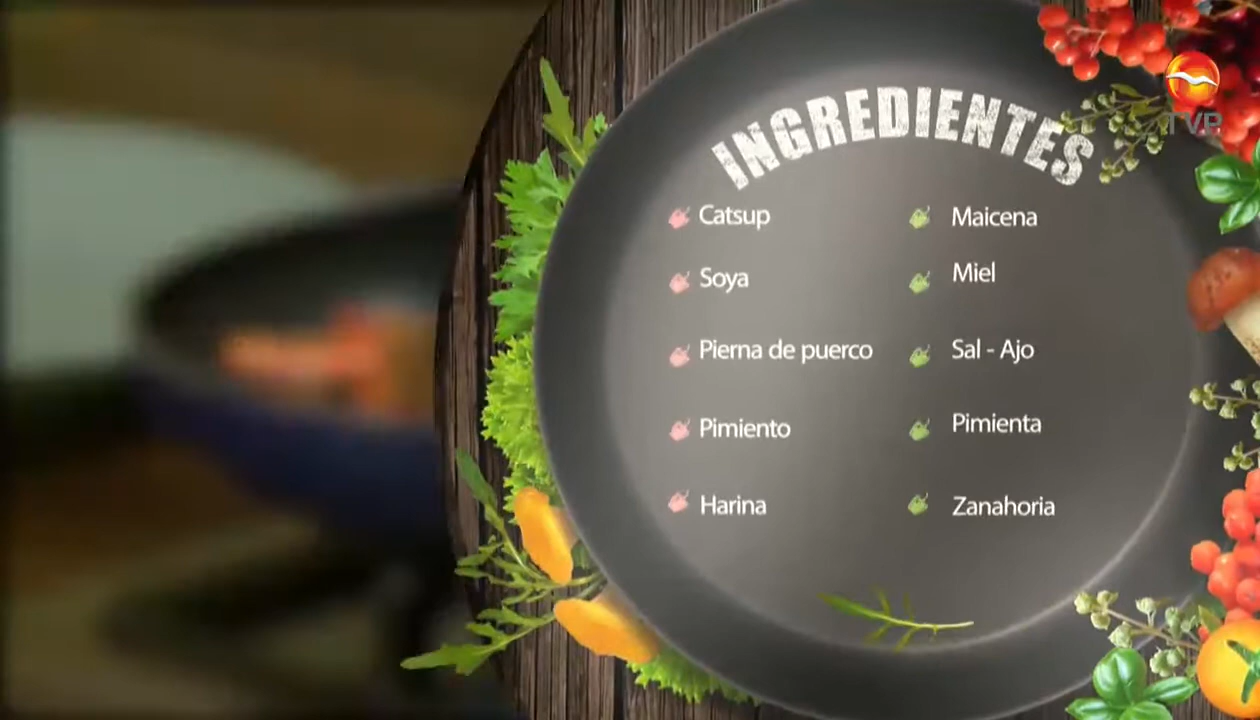 TVP
INGREDIENTES
Catsup
Soya
Pierna de puerco
Pimiento
Harina
Maicena
Miel
Sal - Ajo
Pimienta
Zanahoria